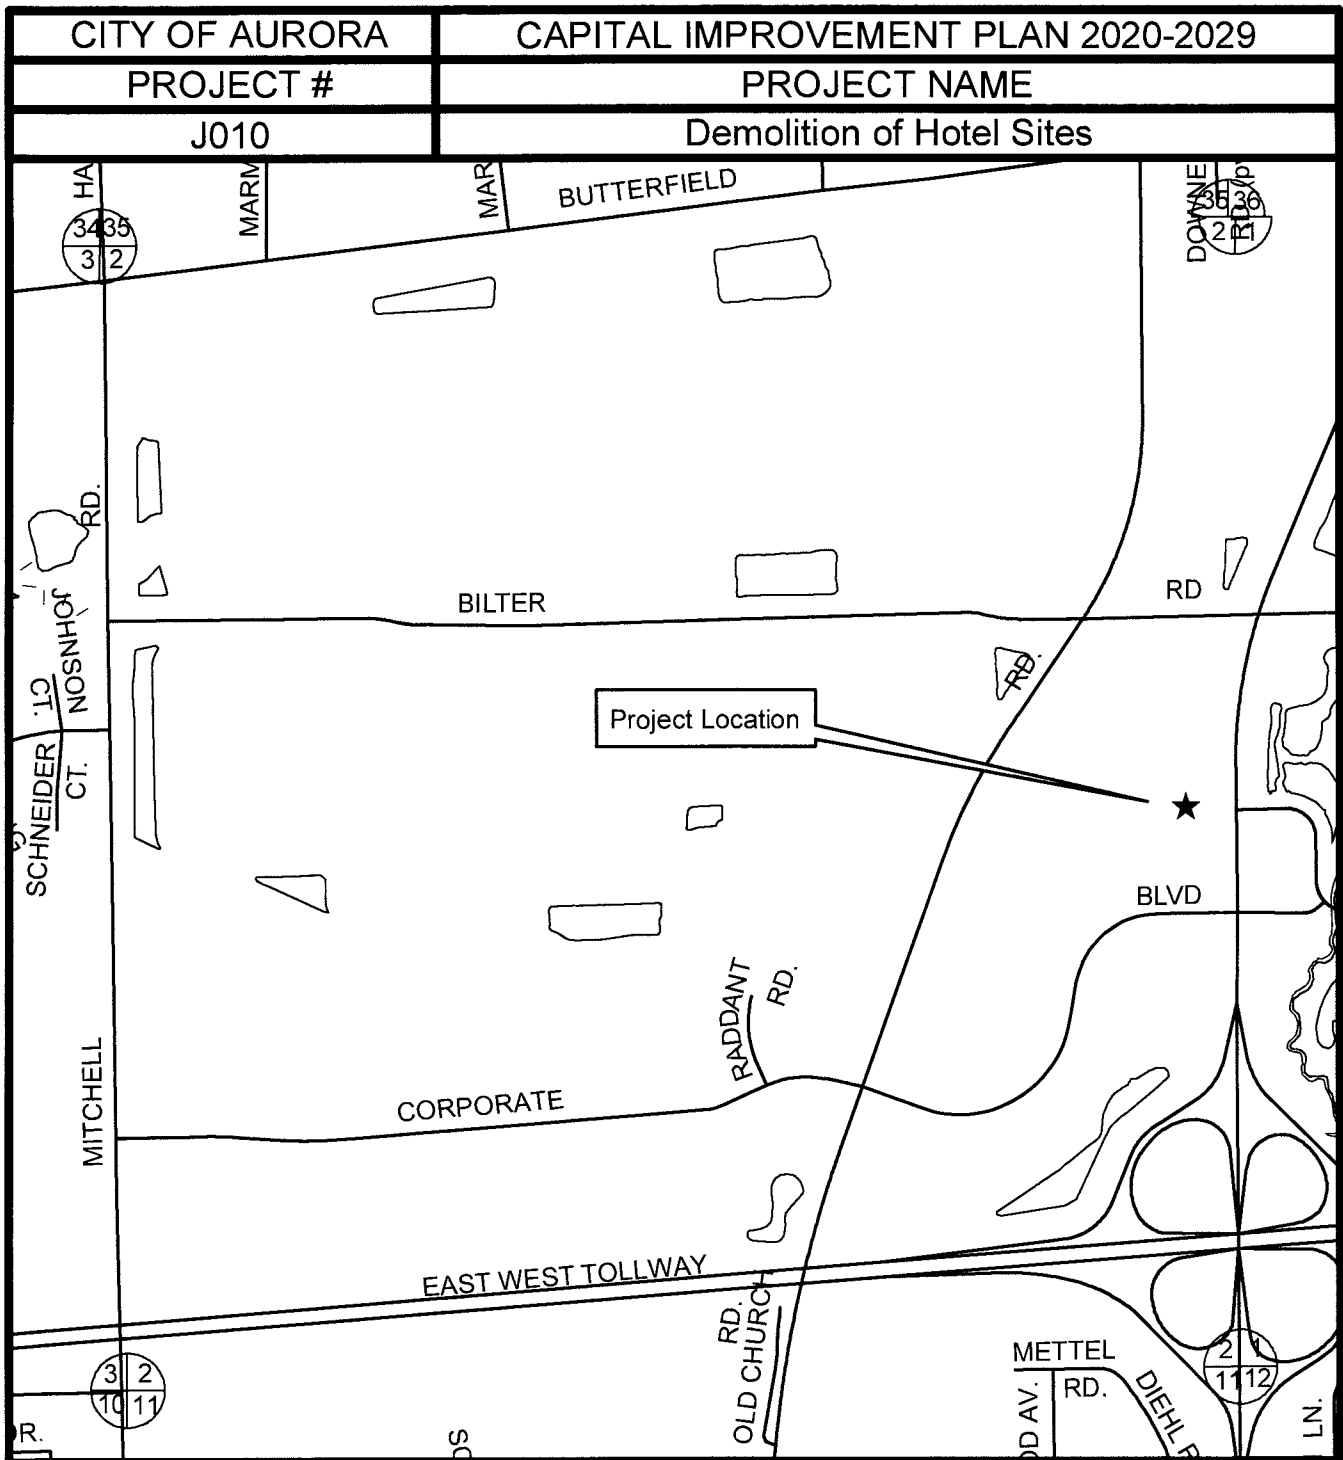 CITY OF AURORA
CAPITAL IMPROVEMENT PLAN 2020-2029
PROJECT #
PROJECT NAME
J010
Demolition of Hotel Sites
HA
MARM
MAR
BUTTERFIELD
DOWNE
RD
34 35
3 2
35 36
2 1
RD.
JOHNSON
CT.
SCHNEIDER
CT.
BILTER
RD
RD.
Project Location
BLVD
RADDANT
RD.
MITCHELL
CORPORATE
EAST WEST TOLLWAY
RD.
OLD CHURCH
METTEL
RD.
DIEHL R
OD AV.
LN.
3 2
10 11
2 1
11 12
R.
DS